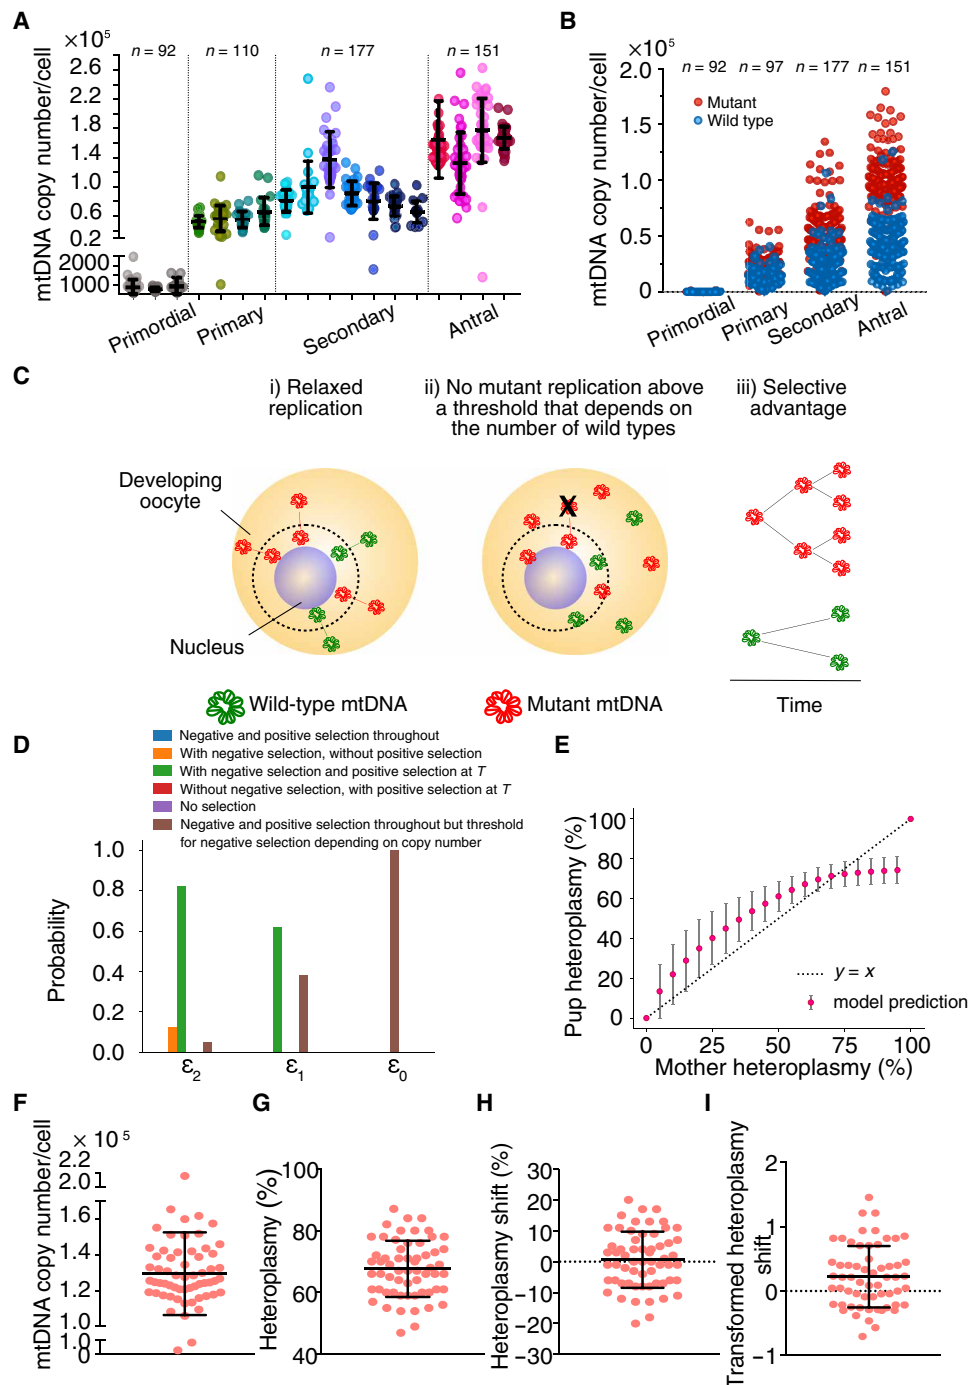 A
×10⁵
n = 92
n = 110
n = 177
n = 151
mtDNA copy number/cell
2.6
2.2
1.8
1.4
1.0
0.6
0.2
2000
1000
Primordial
Primary
Secondary
Antral
B
×10⁵
mtDNA copy number/cell
n = 92
n = 97
n = 177
n = 151
Mutant
Wild type
2.0
1.5
1.0
0.5
0
Primordial
Primary
Secondary
Antral
C
i) Relaxed
replication
ii) No mutant replication above
a threshold that depends on
the number of wild types
iii) Selective
advantage
Developing
oocyte
X
Nucleus
Wild-type mtDNA
Mutant mtDNA
Time
D
Negative and positive selection throughout
With negative selection, without positive selection
With negative selection and positive selection at T
Without negative selection, with positive selection at T
No selection
Negative and positive selection throughout but threshold
for negative selection depending on copy number
Probability
1.0
0.8
0.6
0.4
0.2
0.0
ε₂
ε₁
ε₀
E
Pup heteroplasmy (%)
100
80
60
40
20
0
y = x
model prediction
0
25
50
75
100
Mother heteroplasmy (%)
F
× 10⁵
mtDNA copy number/cell
2.2
2.0
1.6
1.4
1.2
1.0
1.0
0
G
Heteroplasmy (%)
100
80
60
40
H
Heteroplasmy shift (%)
30
20
10
0
−10
−20
−30
I
Transformed heteroplasmy
shift
2
1
0
−1